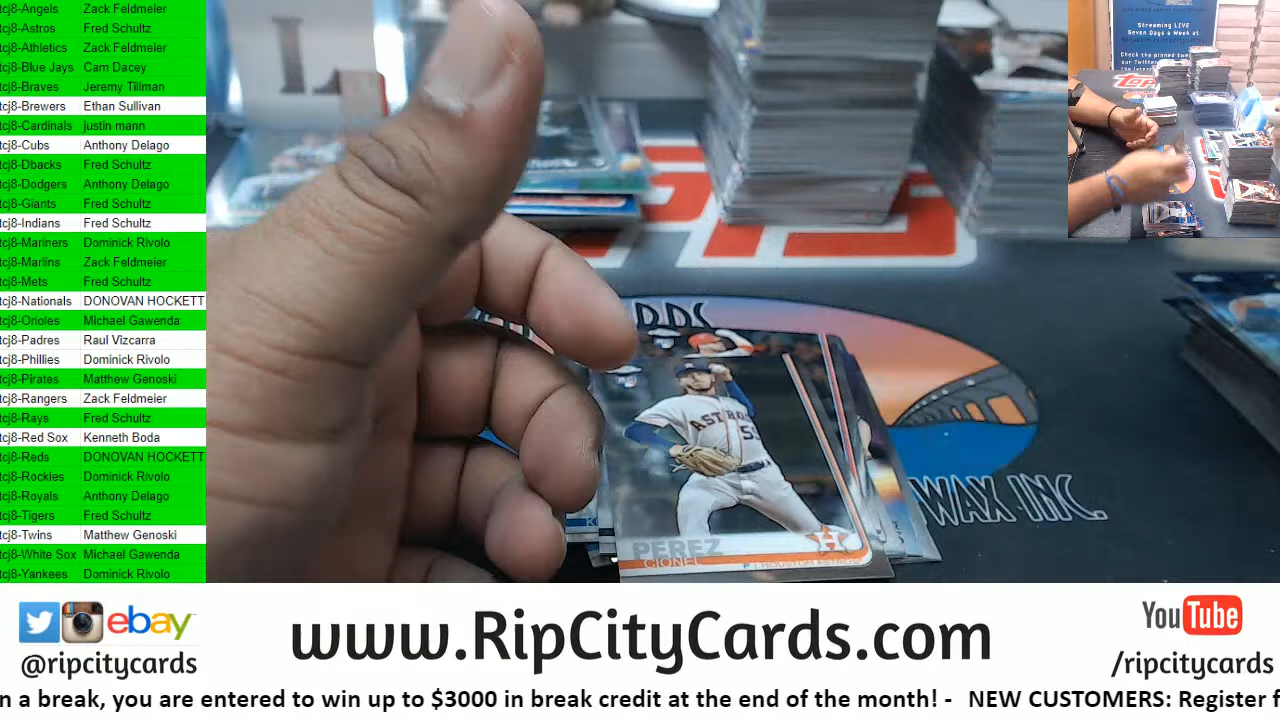 tcj8-Angels Zack Feldmeier
tcj8-Astros Fred Schultz
tcj8-Athletics Zack Feldmeier
tcj8-Blue Jays Cam Dacey
tcj8-Braves Jeremy Tillman
tcj8-Brewers Ethan Sullivan
tcj8-Cardinals justin mann
tcj8-Cubs Anthony Delago
tcj8-Dbacks Fred Schultz
tcj8-Dodgers Anthony Delago
tcj8-Giants Fred Schultz
tcj8-Indians Fred Schultz
tcj8-Mariners Dominick Rivolo
tcj8-Marlins Zack Feldmeier
tcj8-Mets Fred Schultz
tcj8-Nationals DONOVAN HOCKETT
tcj8-Orioles Michael Gawenda
tcj8-Padres Raul Vizcarra
tcj8-Phillies Dominick Rivolo
tcj8-Pirates Matthew Genoski
tcj8-Rangers Zack Feldmeier
tcj8-Rays Fred Schultz
tcj8-Red Sox Kenneth Boda
tcj8-Reds DONOVAN HOCKETT
tcj8-Rockies Dominick Rivolo
tcj8-Royals Anthony Delago
tcj8-Tigers Fred Schultz
tcj8-Twins Matthew Genoski
tcj8-White Sox Michael Gawenda
tcj8-Yankees Dominick Rivolo
Streaming LIVE
Seven Days a Week at
Check the pinned
our Twitter
WAX INC.
ASTROS
PEREZ
CIONEL
HOUSTON ASTROS
ebay
@ripcitycards
www.RipCityCards.com
YouTube
/ripcitycards
n a break, you are entered to win up to $3000 in break credit at the end of the month! - NEW CUSTOMERS: Register f